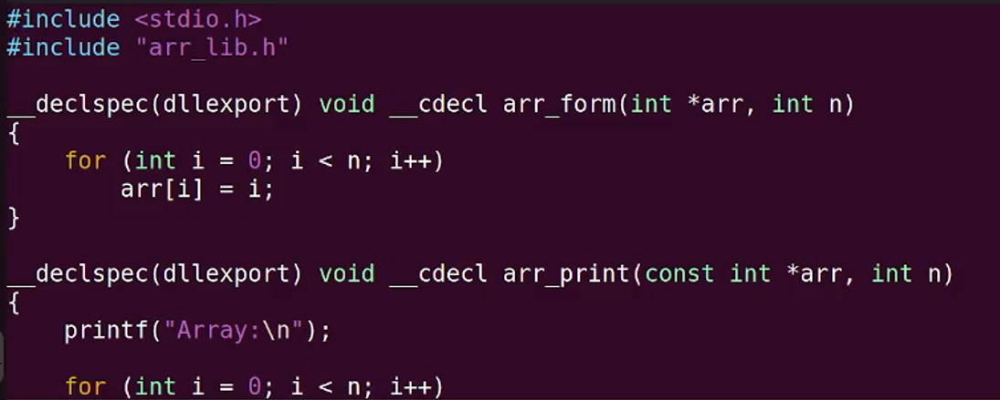 #include <stdio.h>
#include "arr_lib.h"
__declspec(dllexport) void __cdecl arr_form(int *arr, int n)
{
    for (int i = 0; i < n; i++)
        arr[i] = i;
}
__declspec(dllexport) void __cdecl arr_print(const int *arr, int n)
{
    printf("Array:\n");
    for (int i = 0; i < n; i++)